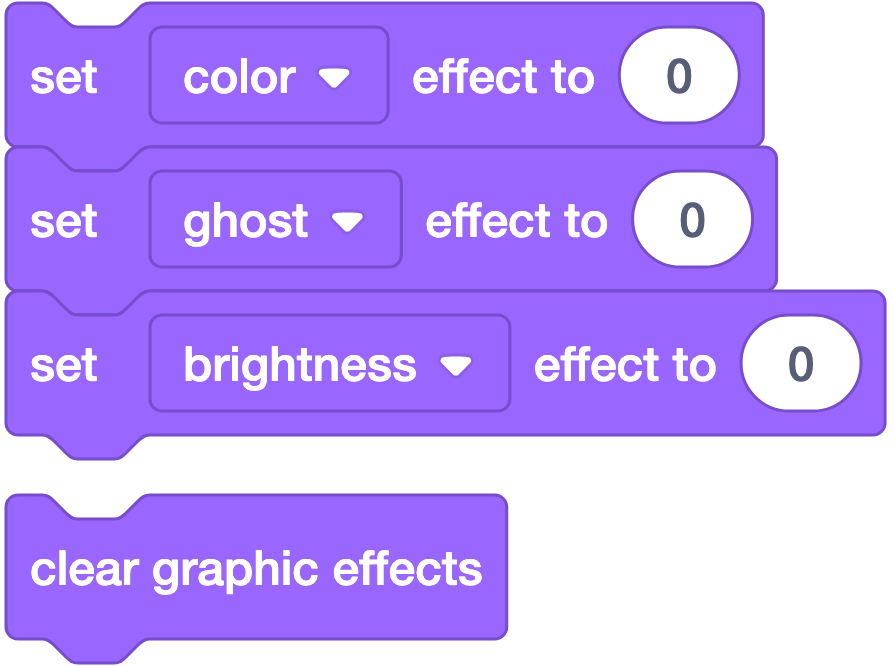 set color effect to 0
set ghost effect to 0
set brightness effect to 0
clear graphic effects